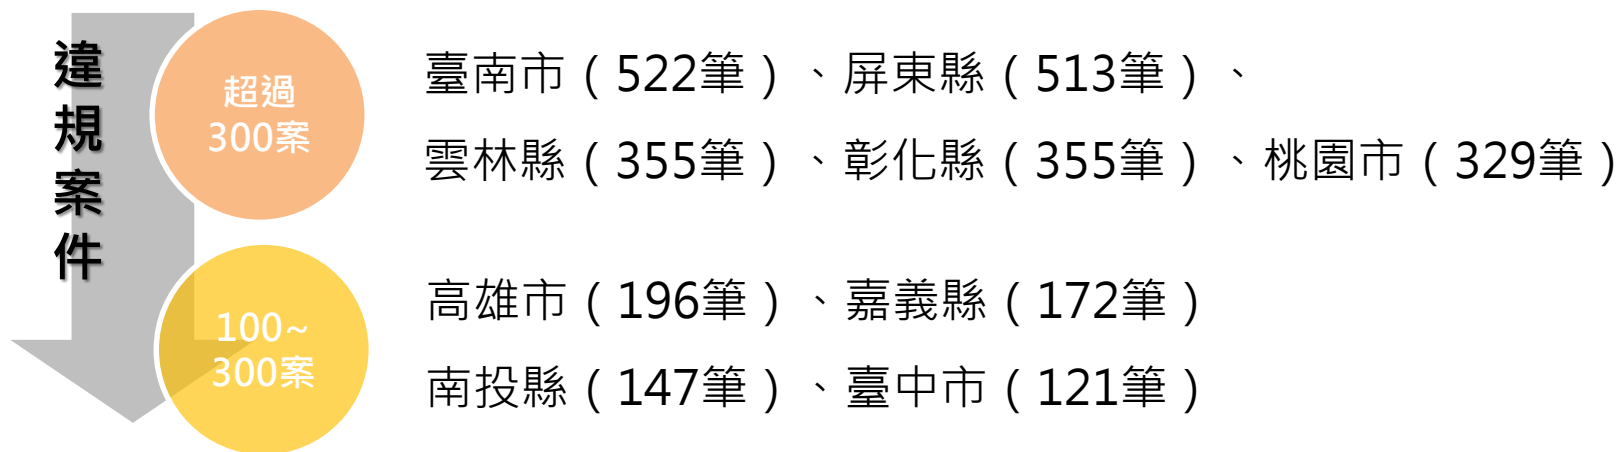 違規案件
超過
300案
臺南市（522筆）、屏東縣（513筆）、
雲林縣（355筆）、彰化縣（355筆）、桃園市（329筆）
100~
300案
高雄市（196筆）、嘉義縣（172筆）
南投縣（147筆）、臺中市（121筆）